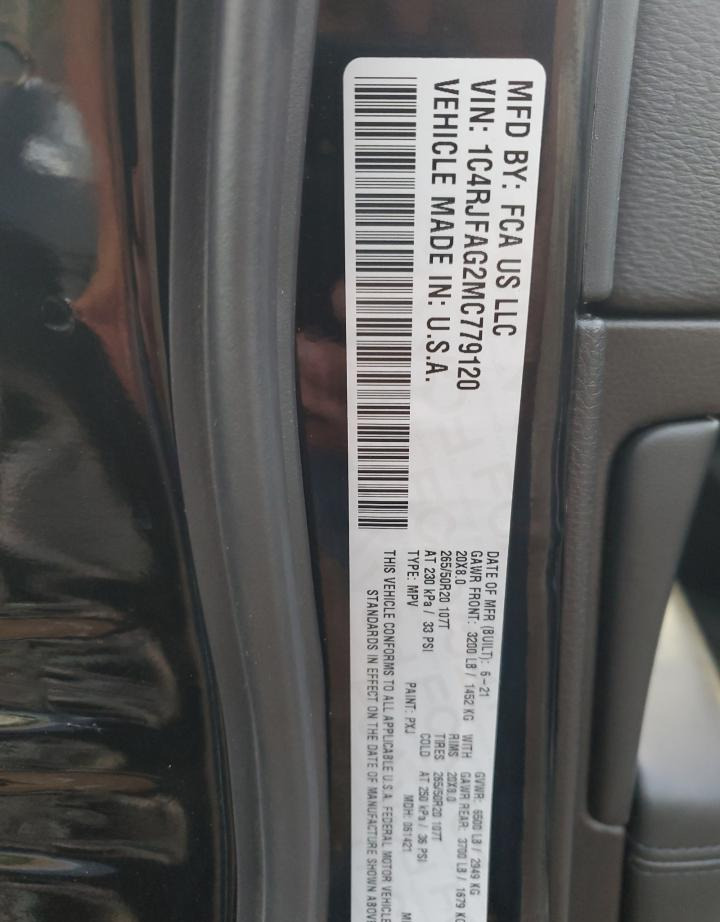 MFD BY: FCA US LLC
VIN: 1C4RJFAG2MC779120
VEHICLE MADE IN: U.S.A.
DATE OF MFR (BUILT): 6-21 GVWR: 6500 LB / 2949 KG
GAWR FRONT: 3200 LB / 1452 KG WITH GAWR REAR: 3700 LB / 1679 KG
20X8.0 RIMS 20X8.0
265/50R20 107T TIRES 265/50R20 107T
AT 230 kPa / 33 PSI COLD AT 250 kPa / 36 PSI
TYPE: MPV PAINT: PXJ MDH: 061421
THIS VEHICLE CONFORMS TO ALL APPLICABLE U.S.A. FEDERAL MOTOR VEHICLE
STANDARDS IN EFFECT ON THE DATE OF MANUFACTURE SHOWN ABOV